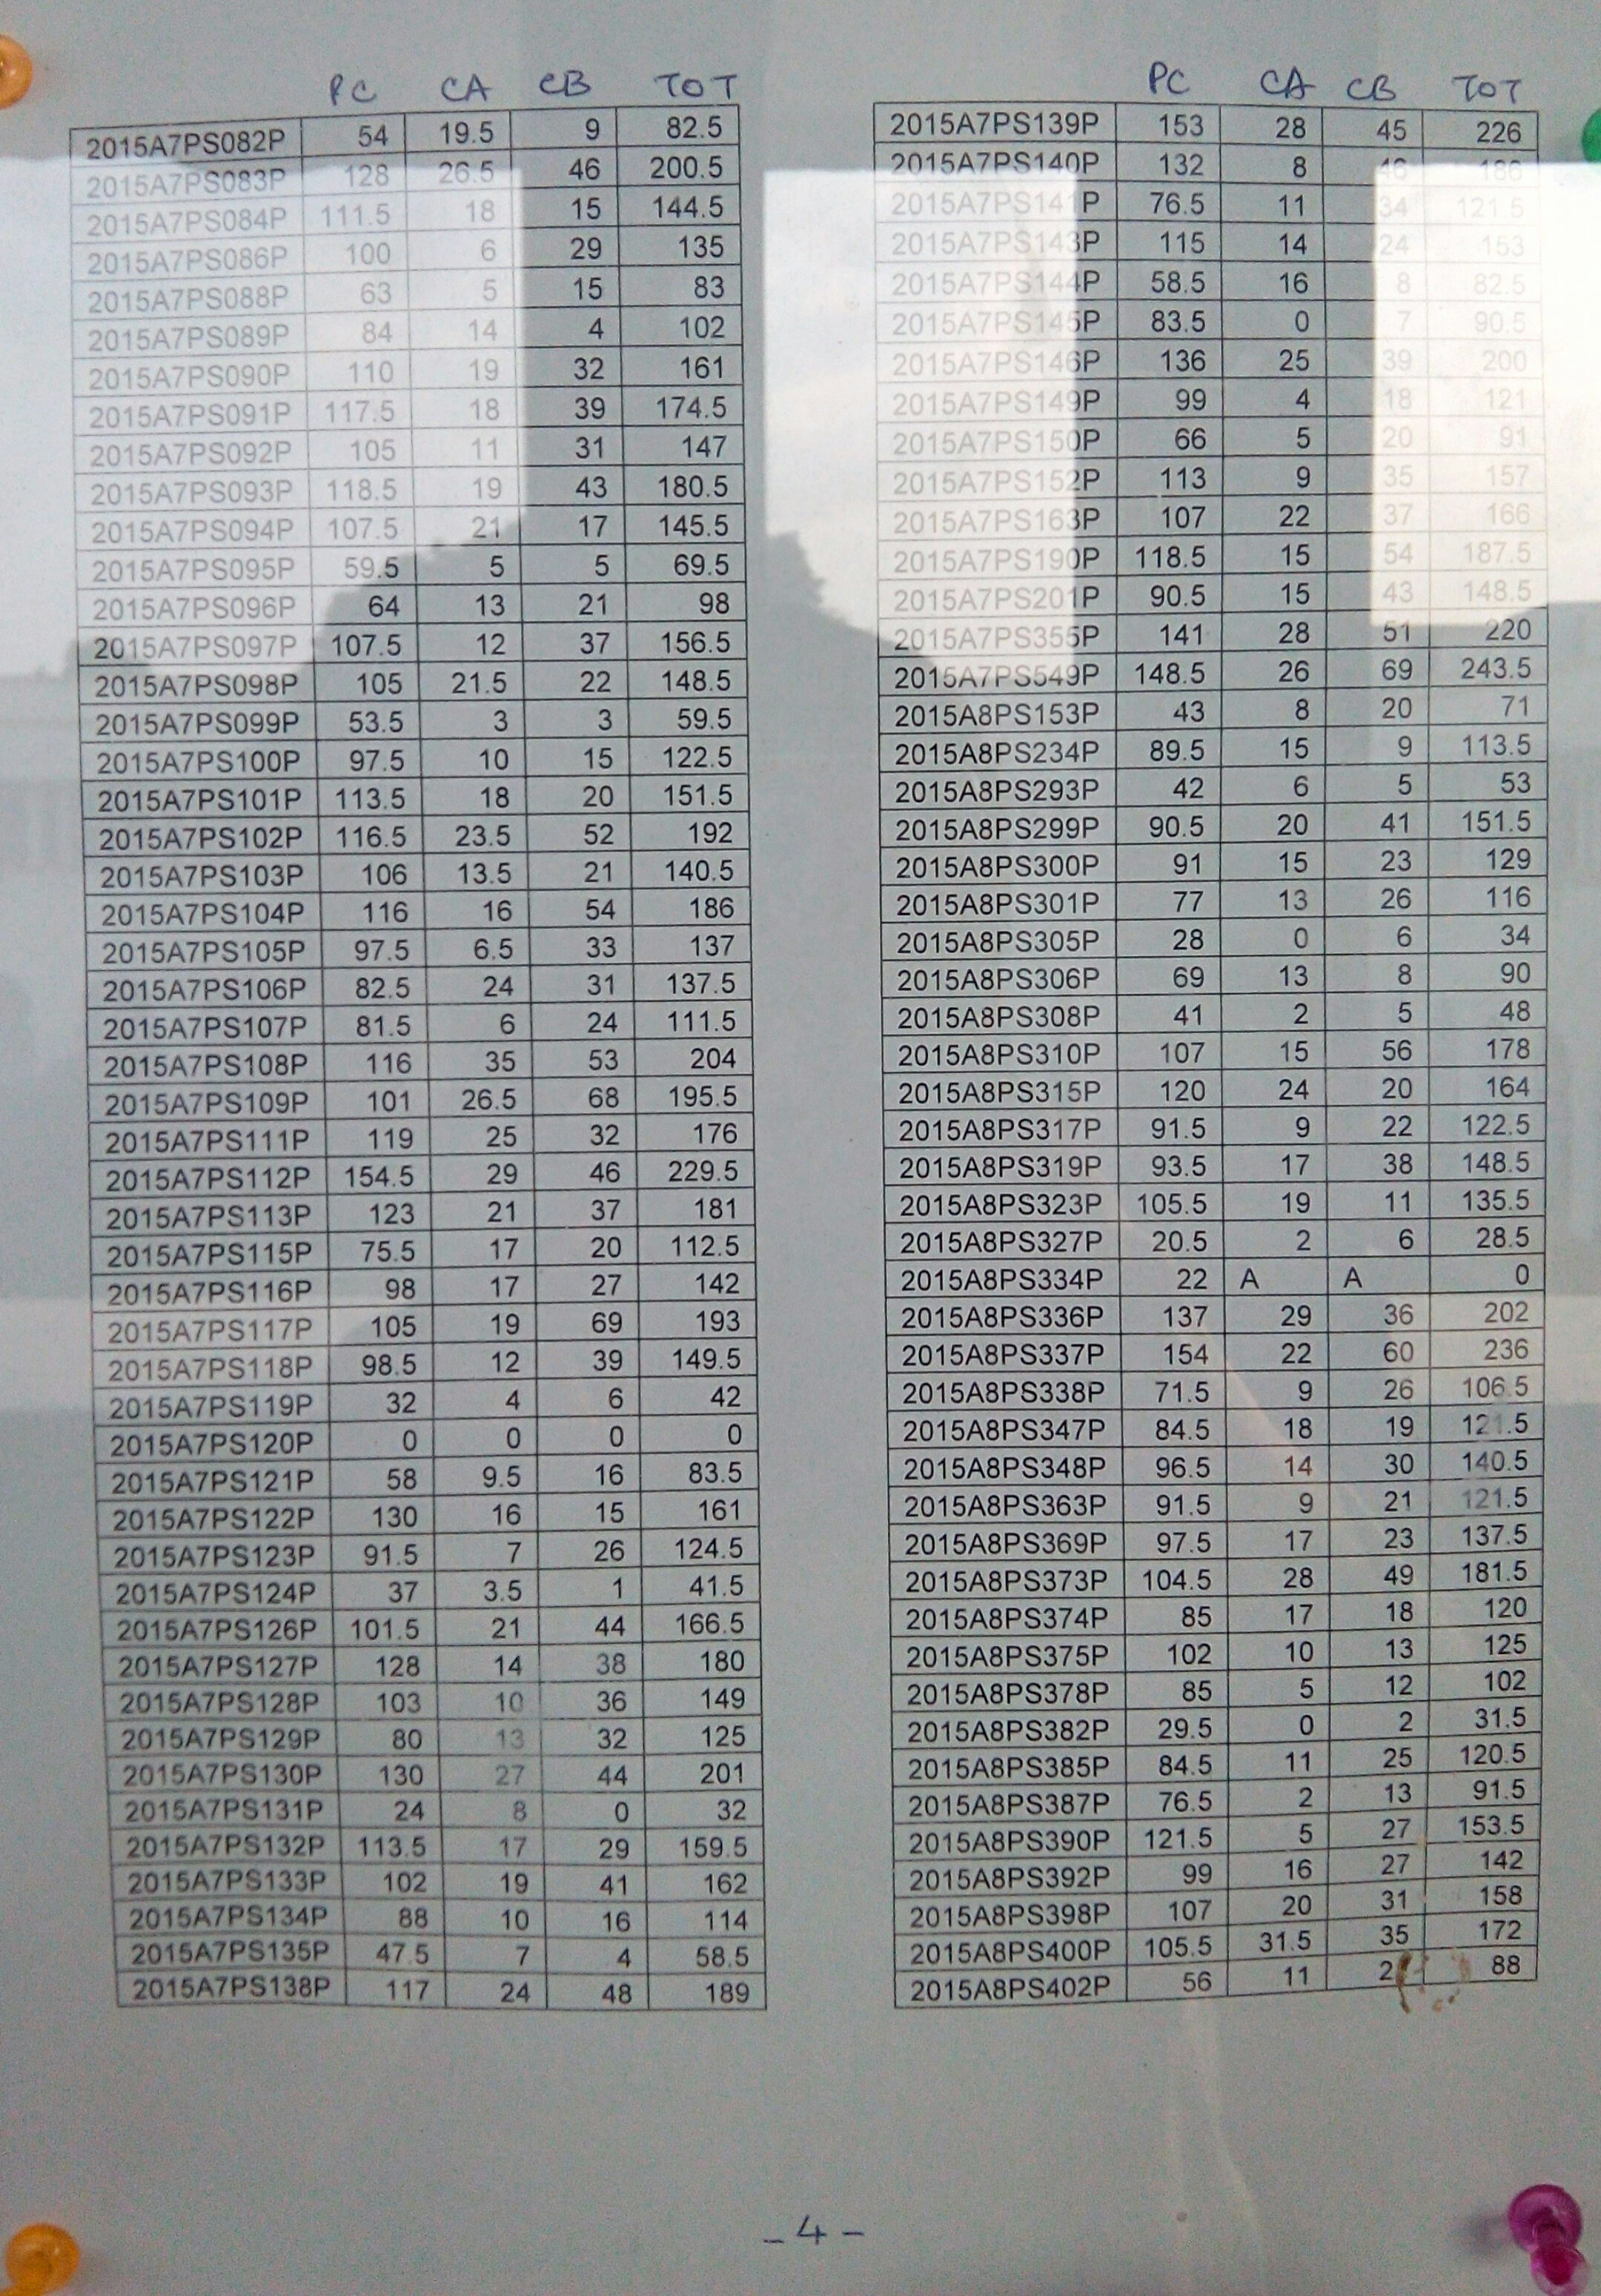 PC CA CB TOT
2015A7PS082P 54 19.5 9 82.5
2015A7PS083P 128 26.5 46 200.5
2015A7PS084P 111.5 18 15 144.5
2015A7PS086P 100 6 29 135
2015A7PS088P 63 5 15 83
2015A7PS089P 84 14 4 102
2015A7PS090P 110 19 32 161
2015A7PS091P 117.5 18 39 174.5
2015A7PS092P 105 11 31 147
2015A7PS093P 118.5 19 43 180.5
2015A7PS094P 107.5 21 17 145.5
2015A7PS095P 59.5 5 5 69.5
2015A7PS096P 64 13 21 98
2015A7PS097P 107.5 12 37 156.5
2015A7PS098P 105 21.5 22 148.5
2015A7PS099P 53.5 3 3 59.5
2015A7PS100P 97.5 10 15 122.5
2015A7PS101P 113.5 18 20 151.5
2015A7PS102P 116.5 23.5 52 192
2015A7PS103P 106 13.5 21 140.5
2015A7PS104P 116 16 54 186
2015A7PS105P 97.5 6.5 33 137
2015A7PS106P 82.5 24 31 137.5
2015A7PS107P 81.5 6 24 111.5
2015A7PS108P 116 35 53 204
2015A7PS109P 101 26.5 68 195.5
2015A7PS111P 119 25 32 176
2015A7PS112P 154.5 29 46 229.5
2015A7PS113P 123 21 37 181
2015A7PS115P 75.5 17 20 112.5
2015A7PS116P 98 17 27 142
2015A7PS117P 105 19 69 193
2015A7PS118P 98.5 12 39 149.5
2015A7PS119P 32 4 6 42
2015A7PS120P 0 0 0 0
2015A7PS121P 58 9.5 16 83.5
2015A7PS122P 130 16 15 161
2015A7PS123P 91.5 7 26 124.5
2015A7PS124P 37 3.5 1 41.5
2015A7PS126P 101.5 21 44 166.5
2015A7PS127P 128 14 38 180
2015A7PS128P 103 10 36 149
2015A7PS129P 80 13 32 125
2015A7PS130P 130 27 44 201
2015A7PS131P 24 8 0 32
2015A7PS132P 113.5 17 29 159.5
2015A7PS133P 102 19 41 162
2015A7PS134P 88 10 16 114
2015A7PS135P 47.5 7 4 58.5
2015A7PS138P 117 24 48 189
PC CA CB TOT
2015A7PS139P 153 28 45 226
2015A7PS140P 132 8 46 186
2015A7PS141P 76.5 11 34 121.5
2015A7PS143P 115 14 24 153
2015A7PS144P 58.5 16 8 82.5
2015A7PS145P 83.5 0 7 90.5
2015A7PS146P 136 25 39 200
2015A7PS149P 99 4 18 121
2015A7PS150P 66 5 20 91
2015A7PS152P 113 9 35 157
2015A7PS163P 107 22 37 166
2015A7PS190P 118.5 15 54 187.5
2015A7PS201P 90.5 15 43 148.5
2015A7PS355P 141 28 51 220
2015A7PS549P 148.5 26 69 243.5
2015A8PS153P 43 8 20 71
2015A8PS234P 89.5 15 9 113.5
2015A8PS293P 42 6 5 53
2015A8PS299P 90.5 20 41 151.5
2015A8PS300P 91 15 23 129
2015A8PS301P 77 13 26 116
2015A8PS305P 28 0 6 34
2015A8PS306P 69 13 8 90
2015A8PS308P 41 2 5 48
2015A8PS310P 107 15 56 178
2015A8PS315P 120 24 20 164
2015A8PS317P 91.5 9 22 122.5
2015A8PS319P 93.5 17 38 148.5
2015A8PS323P 105.5 19 11 135.5
2015A8PS327P 20.5 2 6 28.5
2015A8PS334P 22 A A 0
2015A8PS336P 137 29 36 202
2015A8PS337P 154 22 60 236
2015A8PS338P 71.5 9 26 106.5
2015A8PS347P 84.5 18 19 121.5
2015A8PS348P 96.5 14 30 140.5
2015A8PS363P 91.5 9 21 121.5
2015A8PS369P 97.5 17 23 137.5
2015A8PS373P 104.5 28 49 181.5
2015A8PS374P 85 17 18 120
2015A8PS375P 102 10 13 125
2015A8PS378P 85 5 12 102
2015A8PS382P 29.5 0 2 31.5
2015A8PS385P 84.5 11 25 120.5
2015A8PS387P 76.5 2 13 91.5
2015A8PS390P 121.5 5 27 153.5
2015A8PS392P 99 16 27 142
2015A8PS398P 107 20 31 158
2015A8PS400P 105.5 31.5 35 172
2015A8PS402P 56 11 88
- 4 -